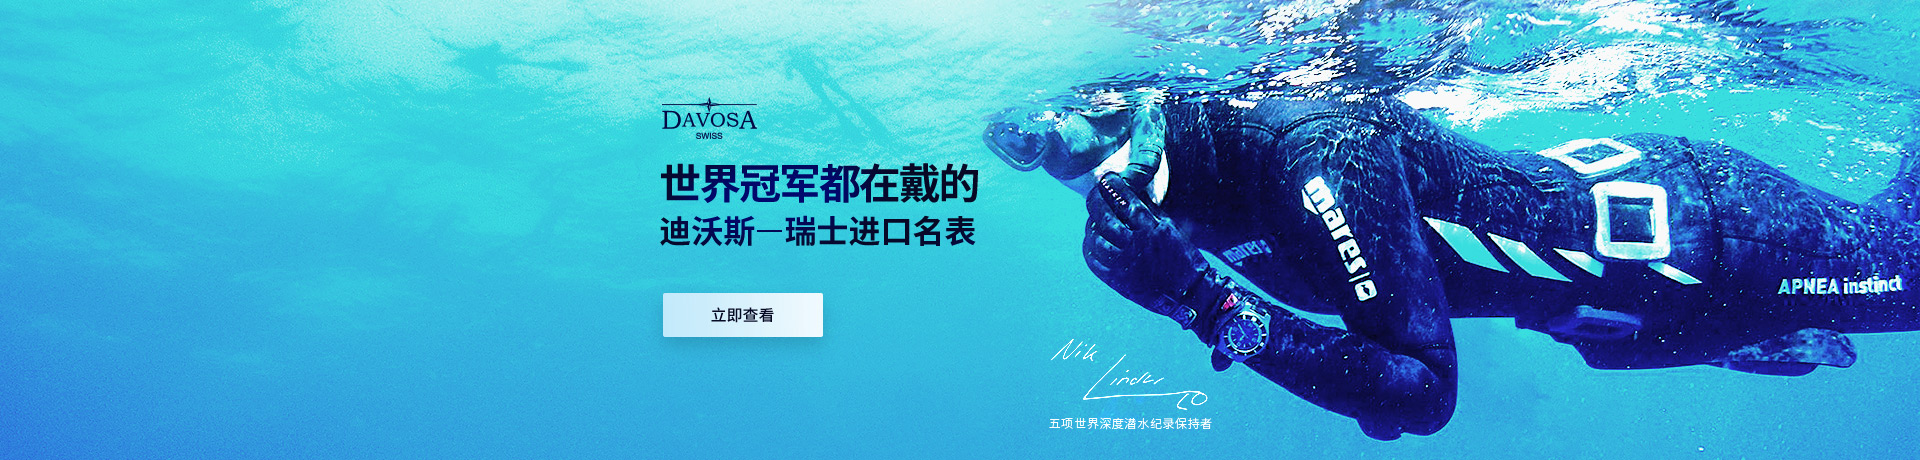 DAVOSA
SWISS
世界冠军都在戴的
迪沃斯—瑞士进口名表
立即查看
mares
mares
APNEA instinct
Nik
Linder
五项世界深度潜水纪录保持者